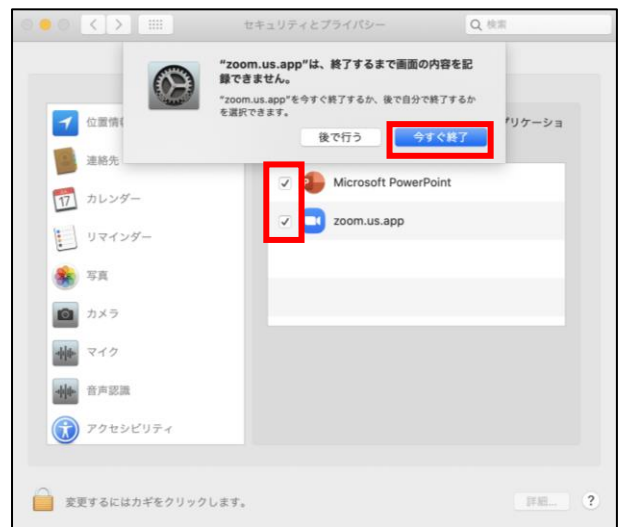 セキュリティとプライバシー
検索
"zoom.us.app"は、終了するまで画面の内容を記
録できません。
"zoom.us.app"を今すぐ終了するか、後で自分で終了するか
を選択できます。
後で行う
今すぐ終了
位置情
プリケーショ
連絡先
17
カレンダー
リマインダー
写真
カメラ
マイク
音声認識
アクセシビリティ
Microsoft PowerPoint
zoom.us.app
変更するにはカギをクリックします。
詳細...
?